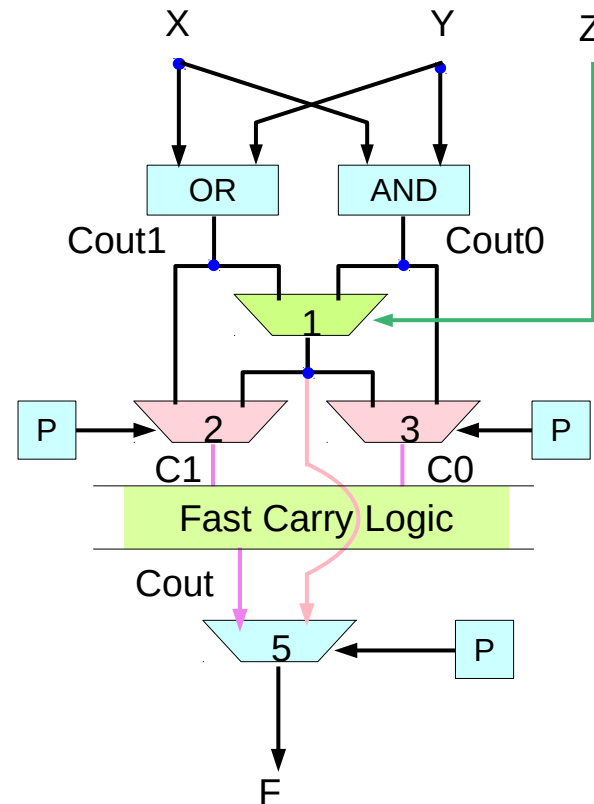 X Y Z
OR AND
Cout1 Cout0
1
P 2 3 P
C1 C0
Fast Carry Logic
Cout
5 P
F